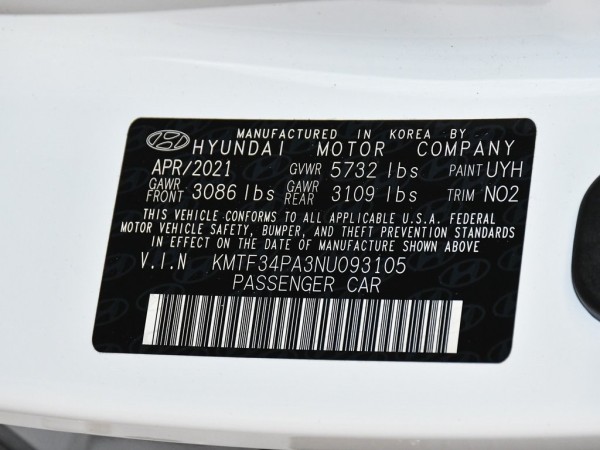 MANUFACTURED IN KOREA BY
HYUNDAI MOTOR COMPANY
APR/2021 GVWR 5732 lbs PAINT UYH
GAWR FRONT 3086 lbs GAWR REAR 3109 lbs TRIM NO2
THIS VEHICLE CONFORMS TO ALL APPLICABLE U.S.A. FEDERAL
MOTOR VEHICLE SAFETY, BUMPER, AND THEFT PREVENTION STANDARDS
IN EFFECT ON THE DATE OF MANUFACTURE SHOWN ABOVE
V.I.N KMTF34PA3NU093105
PASSENGER CAR